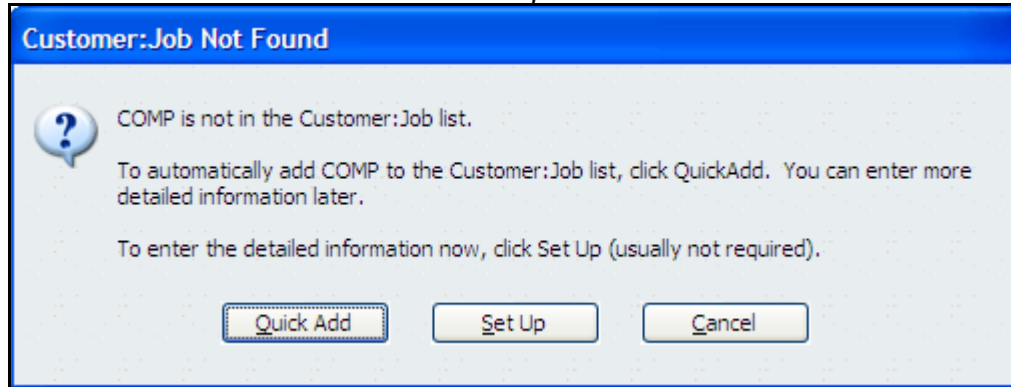 Customer:Job Not Found
COMP is not in the Customer:Job list.
To automatically add COMP to the Customer:Job list, click QuickAdd. You can enter more
detailed information later.
To enter the detailed information now, click Set Up (usually not required).
Quick Add Set Up Cancel